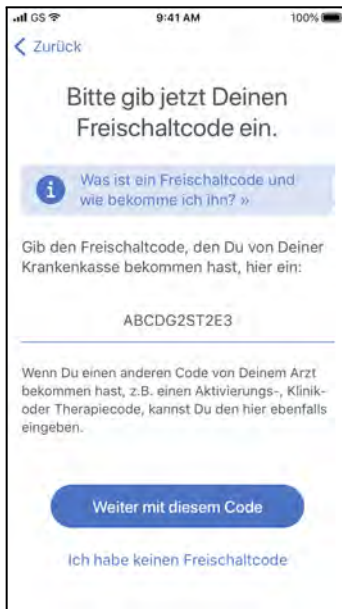 GS 9:41 AM 100%
Zurück
Bitte gib jetzt Deinen
Freischaltcode ein.
Was ist ein Freischaltcode und
wie bekomme ich ihn? »
Gib den Freischaltcode, den Du von Deiner
Krankenkasse bekommen hast, hier ein:
ABCDG2ST2E3
Wenn Du einen anderen Code von Deinem Arzt
bekommen hast, z.B. einen Aktivierungs-, Klinik-
oder Therapiecode, kannst Du den hier ebenfalls
eingeben.
Weiter mit diesem Code
Ich habe keinen Freischaltcode